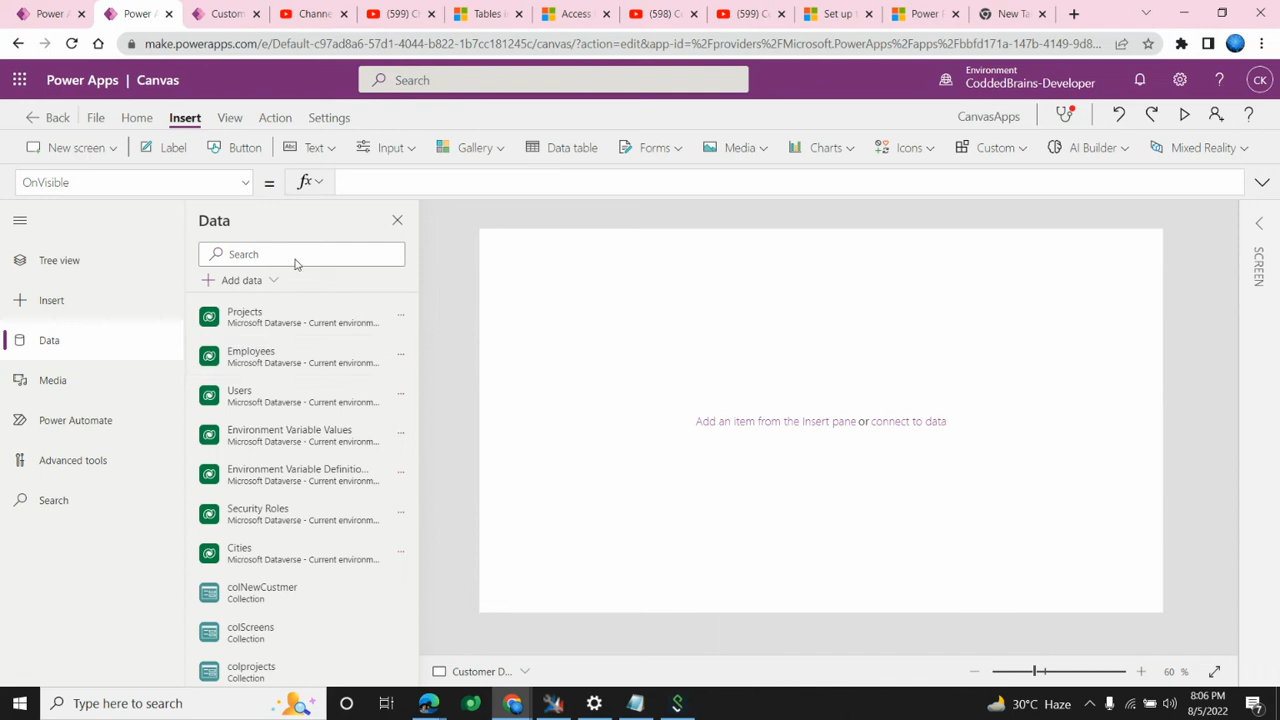 Power A
Power A
Custom
Channe
(599) C
Tables in
Access
(598) C
(599) C
Set up
Power F
New Ta
make.powerapps.com/e/Default-c97ad8a6-57d1-4044-b822-1b7cc181245c/canvas/?action=edit&app-id=%2Fproviders%2FMicrosoft.PowerApps%2Fapps%2Fbbfd171a-147b-4149-9d8...
Power Apps | Canvas
Search
Environment
CoddedBrains-Developer
CK
Back
File
Home
Insert
View
Action
Settings
CanvasApps
New screen
Label
Button
Text
Input
Gallery
Data table
Forms
Media
Charts
Icons
Custom
AI Builder
Mixed Reality
OnVisible
=
fx
Tree view
Insert
Data
Media
Power Automate
Advanced tools
Search
Data
Search
Add data
Projects
Microsoft Dataverse - Current environm...
Employees
Microsoft Dataverse - Current environm...
Users
Microsoft Dataverse - Current environm...
Environment Variable Values
Microsoft Dataverse - Current environm...
Environment Variable Definitio...
Microsoft Dataverse - Current environm...
Security Roles
Microsoft Dataverse - Current environm...
Cities
Microsoft Dataverse - Current environm...
colNewCustmer
Collection
colScreens
Collection
colprojects
Collection
Add an item from the Insert pane or connect to data
SCREEN
Customer D...
60 %
Type here to search
30°C Haze
8:06 PM
8/5/2022
7